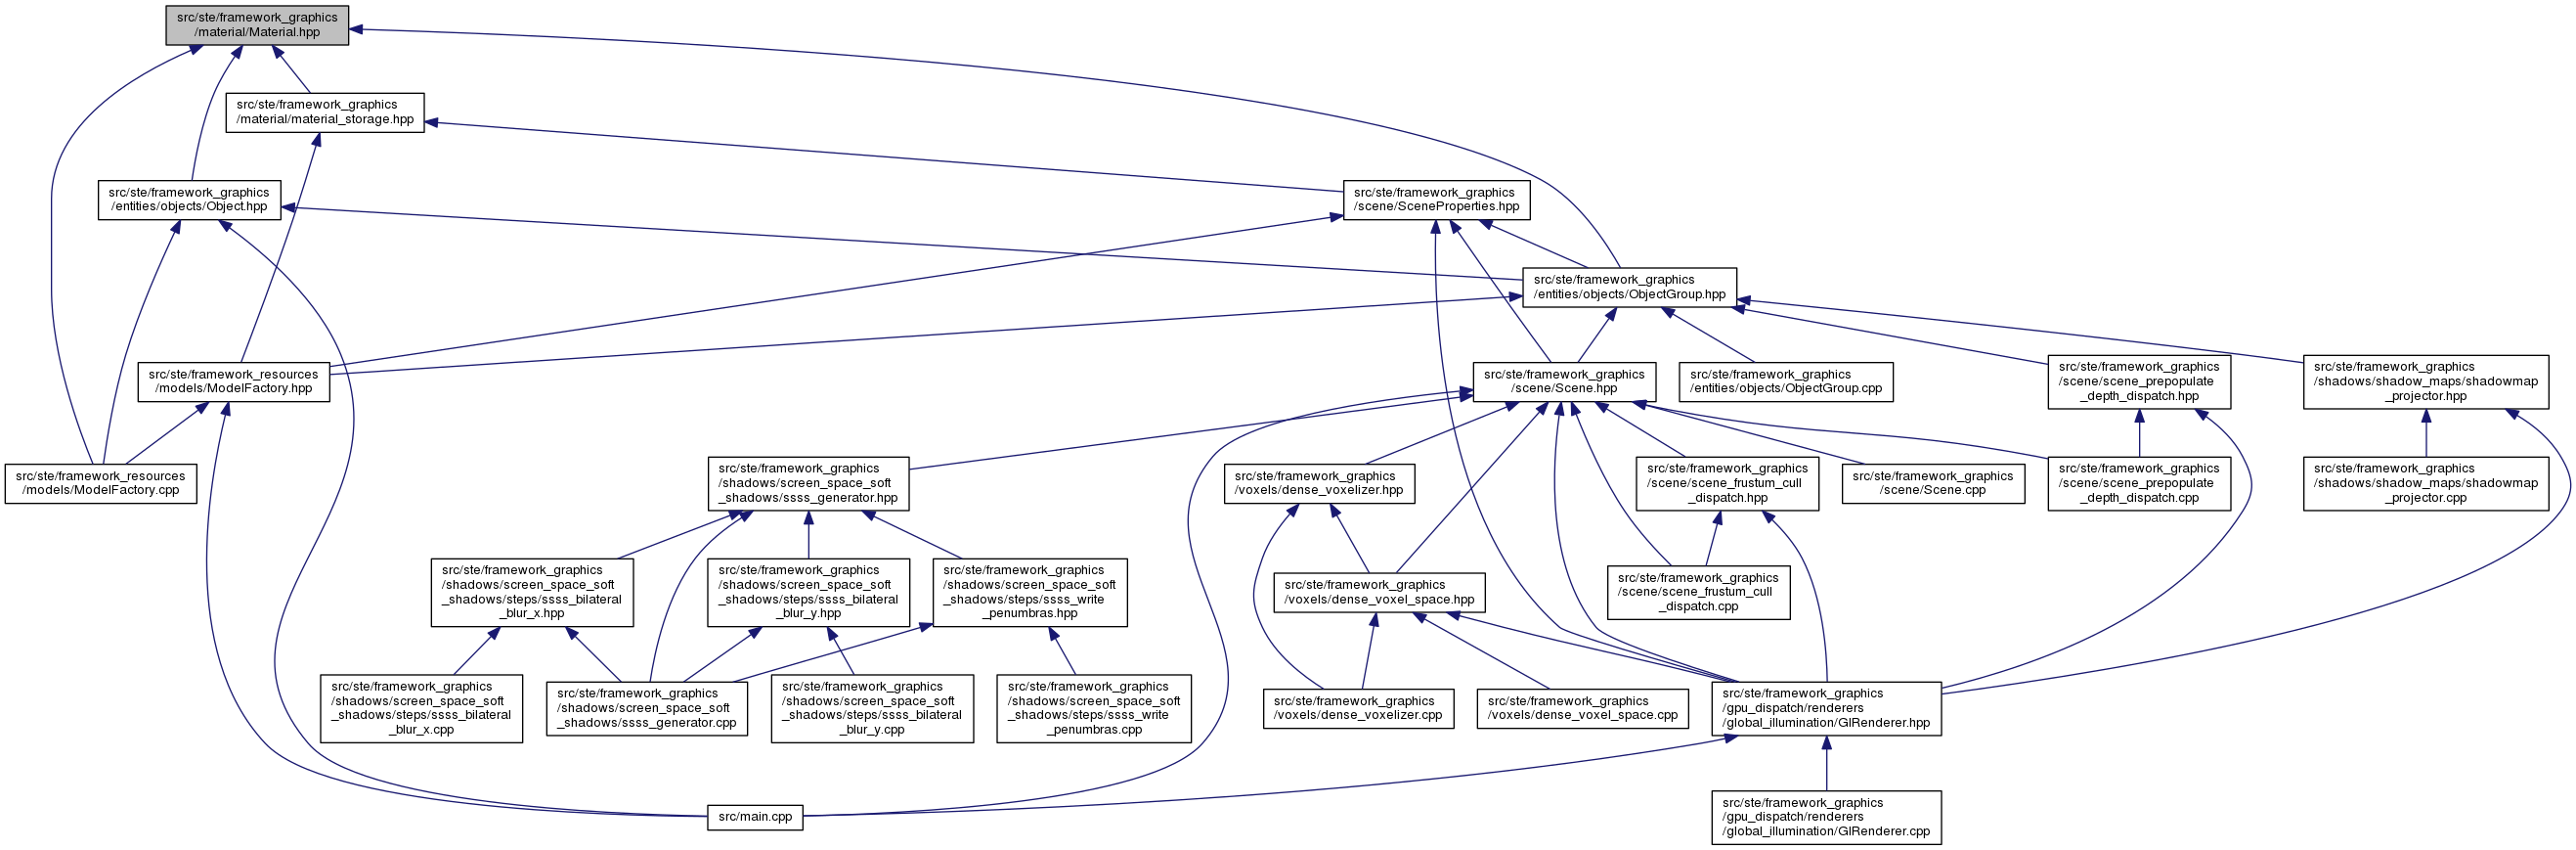 src/ste/framework_graphics
/material/Material.hpp
src/ste/framework_graphics
/material/material_storage.hpp
src/ste/framework_graphics
/entities/objects/Object.hpp
src/ste/framework_graphics
/scene/SceneProperties.hpp
src/ste/framework_graphics
/entities/objects/ObjectGroup.hpp
src/ste/framework_resources
/models/ModelFactory.hpp
src/ste/framework_graphics
/scene/Scene.hpp
src/ste/framework_graphics
/entities/objects/ObjectGroup.cpp
src/ste/framework_graphics
/scene/scene_prepopulate
_depth_dispatch.hpp
src/ste/framework_graphics
/shadows/shadow_maps/shadowmap
_projector.hpp
src/ste/framework_resources
/models/ModelFactory.cpp
src/ste/framework_graphics
/shadows/screen_space_soft
_shadows/ssss_generator.hpp
src/ste/framework_graphics
/voxels/dense_voxelizer.hpp
src/ste/framework_graphics
/scene/scene_frustum_cull
_dispatch.hpp
src/ste/framework_graphics
/scene/Scene.cpp
src/ste/framework_graphics
/scene/scene_prepopulate
_depth_dispatch.cpp
src/ste/framework_graphics
/shadows/shadow_maps/shadowmap
_projector.cpp
src/ste/framework_graphics
/shadows/screen_space_soft
_shadows/steps/ssss_bilateral
_blur_x.hpp
src/ste/framework_graphics
/shadows/screen_space_soft
_shadows/steps/ssss_bilateral
_blur_y.hpp
src/ste/framework_graphics
/shadows/screen_space_soft
_shadows/steps/ssss_write
_penumbras.hpp
src/ste/framework_graphics
/voxels/dense_voxel_space.hpp
src/ste/framework_graphics
/scene/scene_frustum_cull
_dispatch.cpp
src/ste/framework_graphics
/shadows/screen_space_soft
_shadows/steps/ssss_bilateral
_blur_x.cpp
src/ste/framework_graphics
/shadows/screen_space_soft
_shadows/ssss_generator.cpp
src/ste/framework_graphics
/shadows/screen_space_soft
_shadows/steps/ssss_bilateral
_blur_y.cpp
src/ste/framework_graphics
/shadows/screen_space_soft
_shadows/steps/ssss_write
_penumbras.cpp
src/ste/framework_graphics
/voxels/dense_voxelizer.cpp
src/ste/framework_graphics
/voxels/dense_voxel_space.cpp
src/ste/framework_graphics
/gpu_dispatch/renderers
/global_illumination/GIRenderer.hpp
src/main.cpp
src/ste/framework_graphics
/gpu_dispatch/renderers
/global_illumination/GIRenderer.cpp